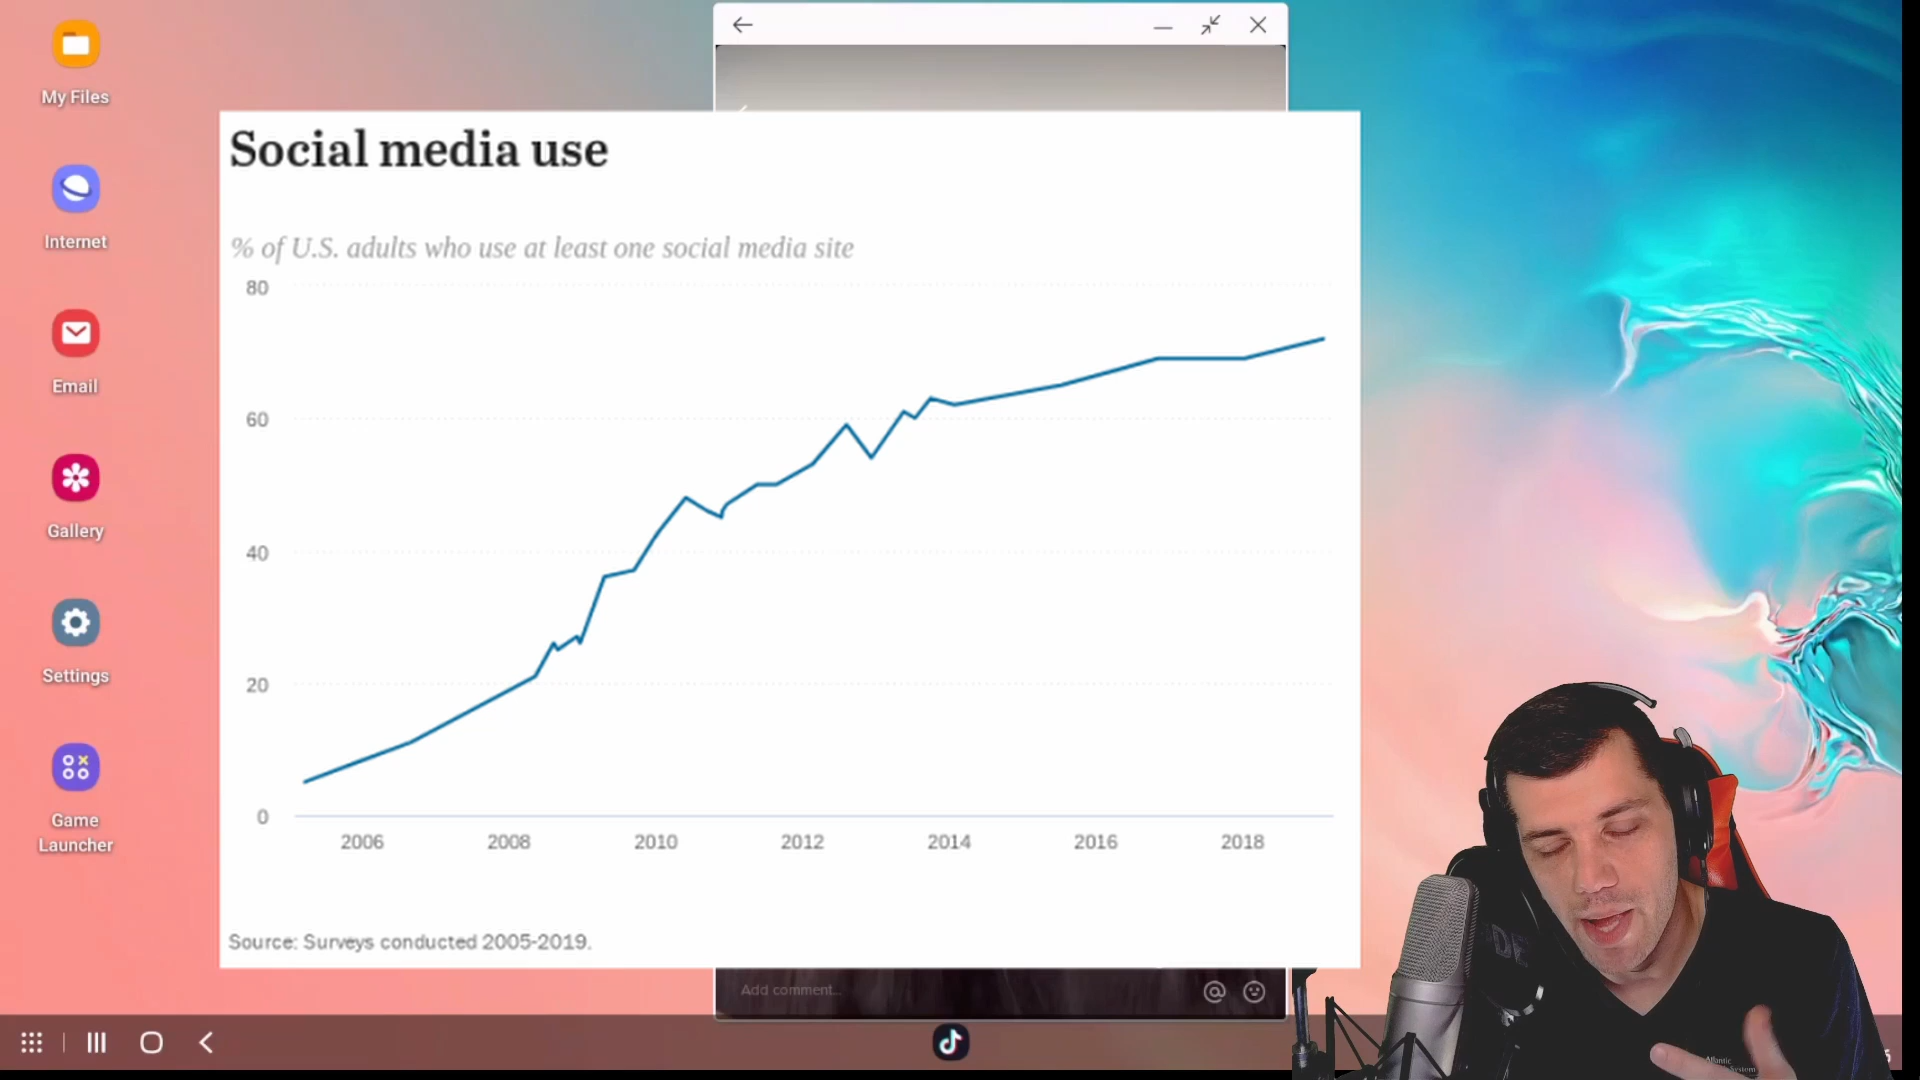 My Files
Internet
Email
Gallery
Settings
Game
Launcher
Social media use
% of U.S. adults who use at least one social media site
80
60
40
20
0
2006 2008 2010 2012 2014 2016 2018
Source: Surveys conducted 2005-2019.
Add comment...
Atlantic